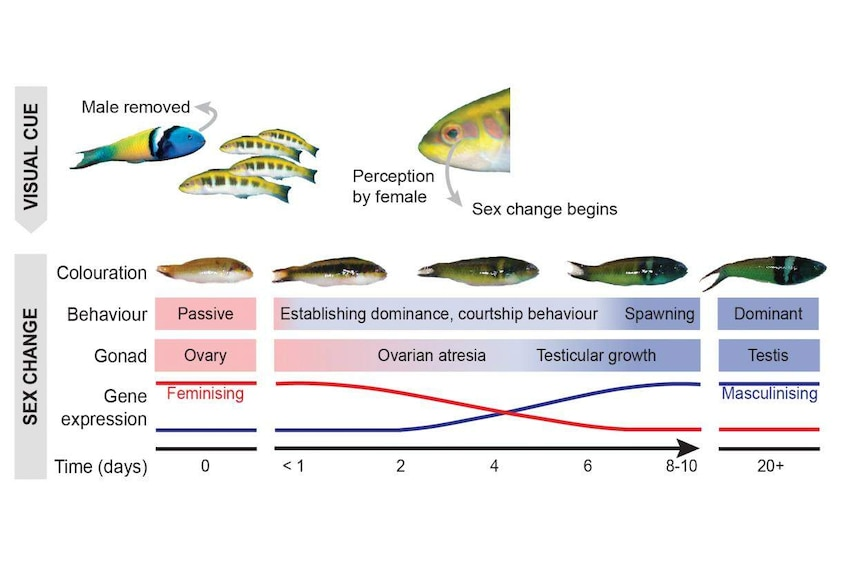 VISUAL CUE
Male removed
Perception
by female
Sex change begins
SEX CHANGE
Colouration
Behaviour
Passive
Establishing dominance, courtship behaviour
Spawning
Dominant
Gonad
Ovary
Ovarian atresia
Testicular growth
Testis
Gene
expression
Feminising
Masculinising
Time (days)
0
< 1
2
4
6
8-10
20+